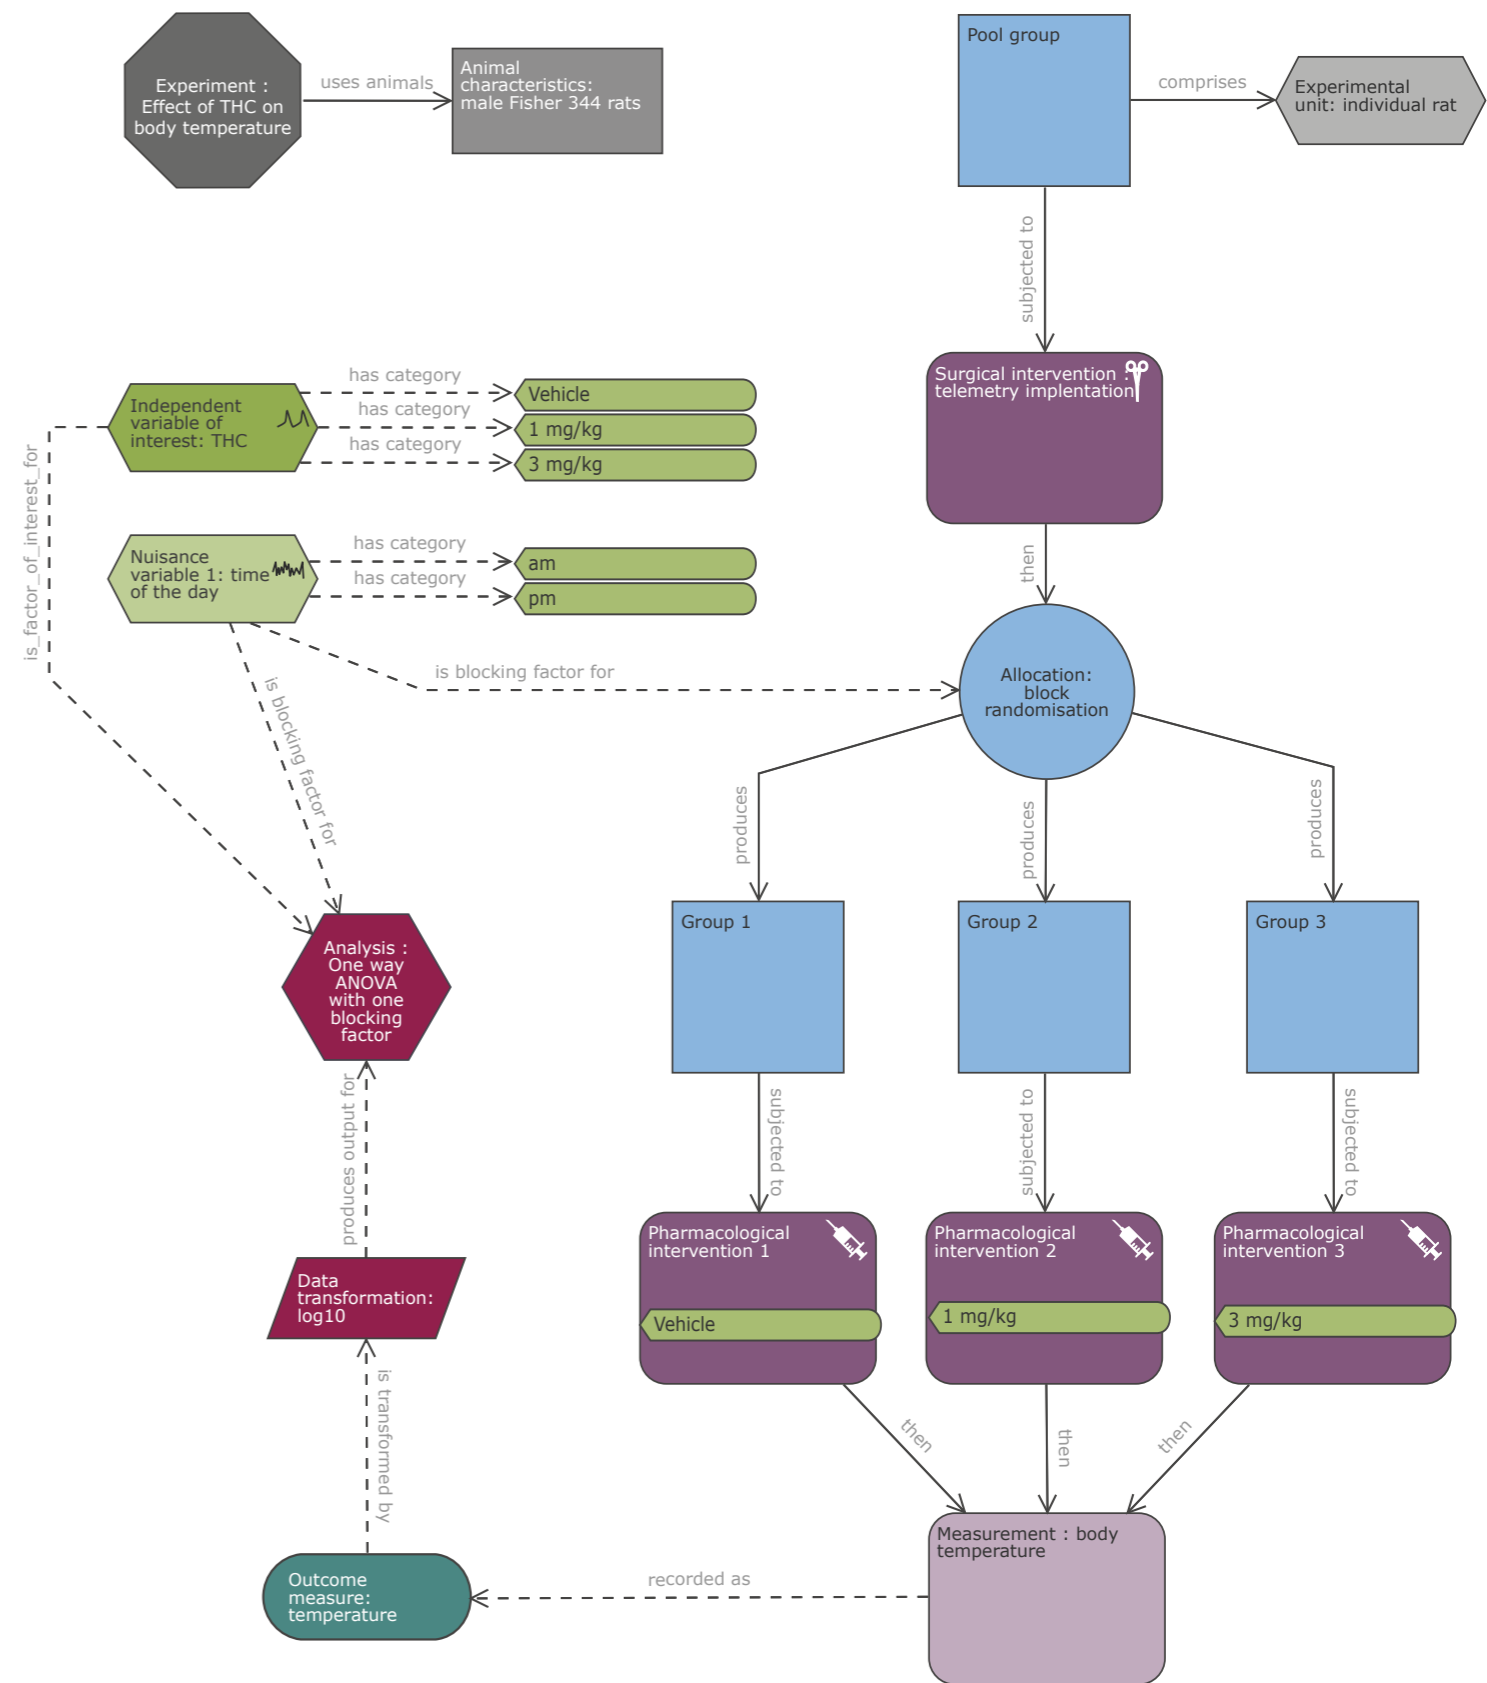 Experiment :
Effect of THC on
body temperature
uses animals
Animal
characteristics:
male Fisher 344 rats
Pool group
comprises
Experimental
unit: individual rat
subjected to
Surgical intervention :
telemetry implentation
then
Independent
variable of
interest: THC
has category
Vehicle
has category
1 mg/kg
has category
3 mg/kg
is_factor_of_interest_for
Nuisance
variable 1: time
of the day
has category
am
has category
pm
is blocking factor for
is blocking factor for
Allocation:
block
randomisation
produces
produces
produces
Group 1
Group 2
Group 3
Analysis :
One way
ANOVA
with one
blocking
factor
produces output for
subjected to
subjected to
subjected to
Pharmacological
intervention 1
Vehicle
Pharmacological
intervention 2
1 mg/kg
Pharmacological
intervention 3
3 mg/kg
Data
transformation:
log10
is transformed by
then
then
then
Measurement : body
temperature
recorded as
Outcome
measure:
temperature